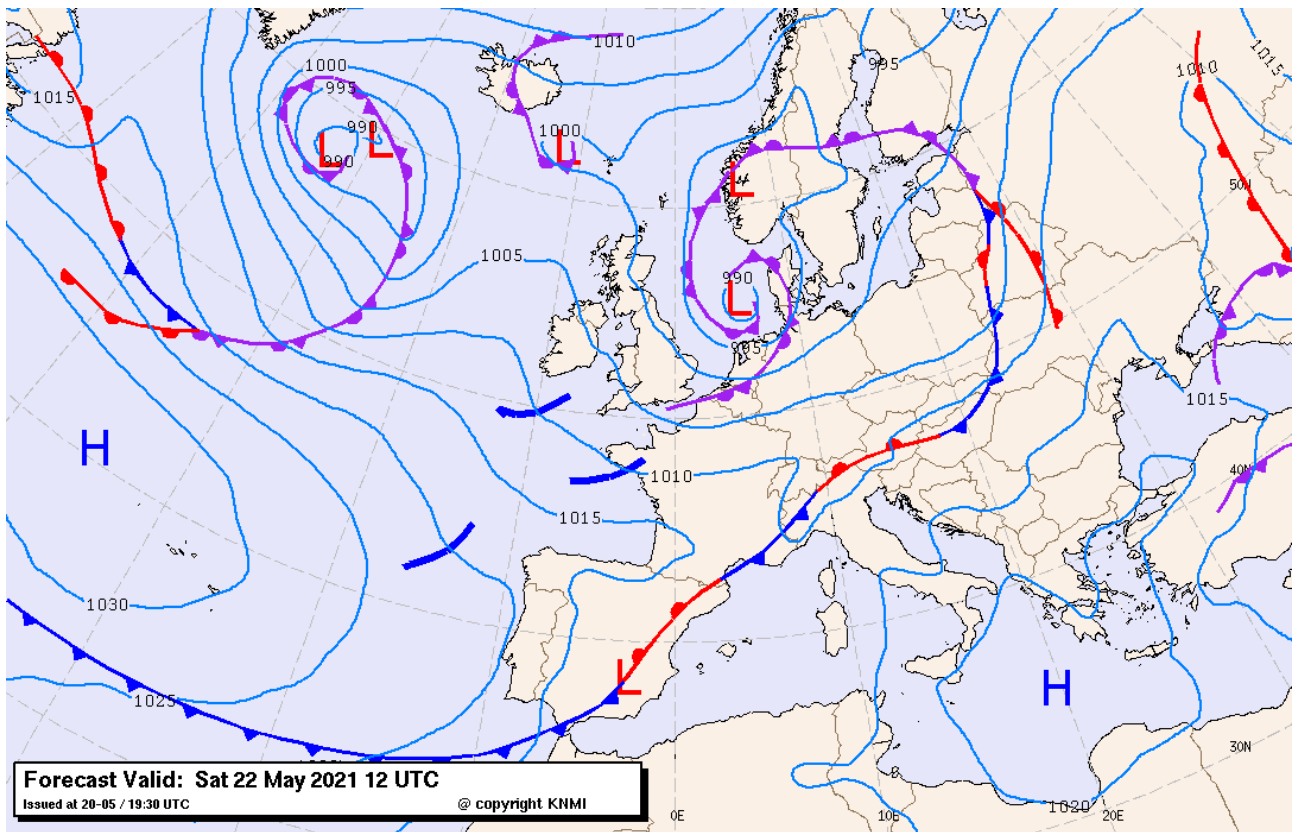 1010
1015
1000
995
995
1010
1015
990
L
L
990
1000
L
L
50N
1005
990
L
995
1015
H
1010
40N
1015
1030
L
H
1025
30N
1020
0E
10E
20E
Forecast Valid: Sat 22 May 2021 12 UTC
Issued at 20-05 / 19:30 UTC
@ copyright KNMI